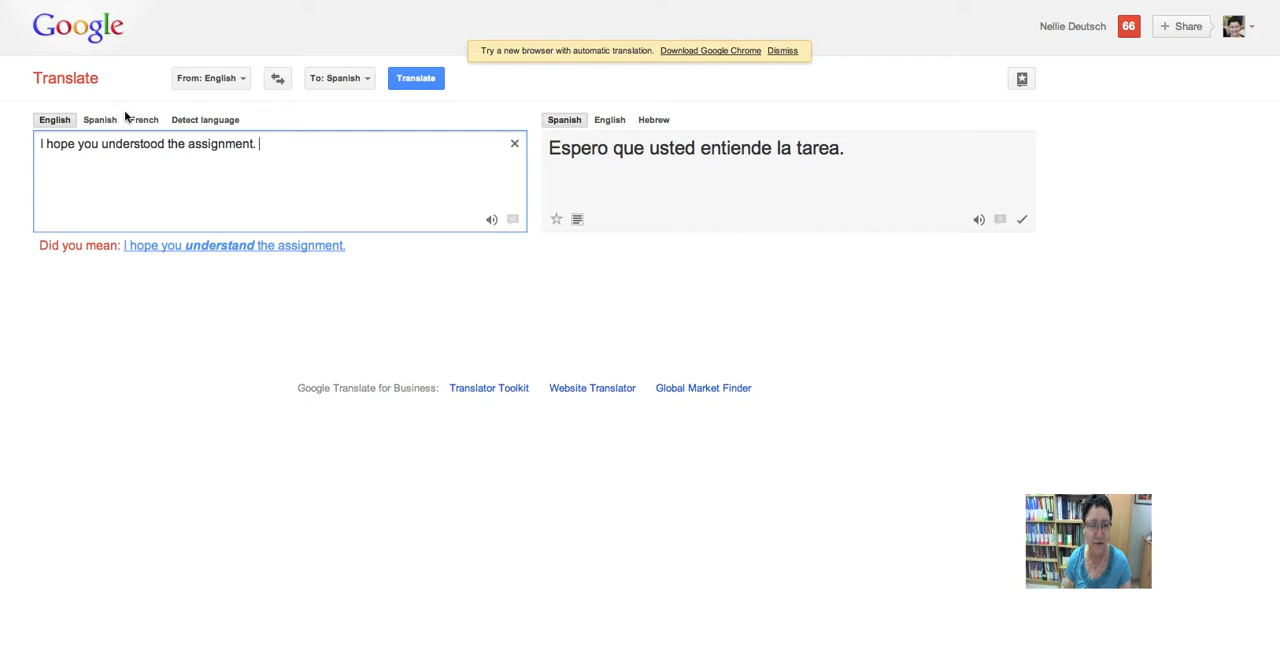 Google
Nellie Deutsch 66 + Share
Try a new browser with automatic translation. Download Google Chrome Dismiss
Translate From: English To: Spanish Translate
English Spanish French Detect language
Spanish English Hebrew
I hope you understood the assignment.
Espero que usted entiende la tarea.
Did you mean: I hope you understand the assignment.
Google Translate for Business: Translator Toolkit Website Translator Global Market Finder